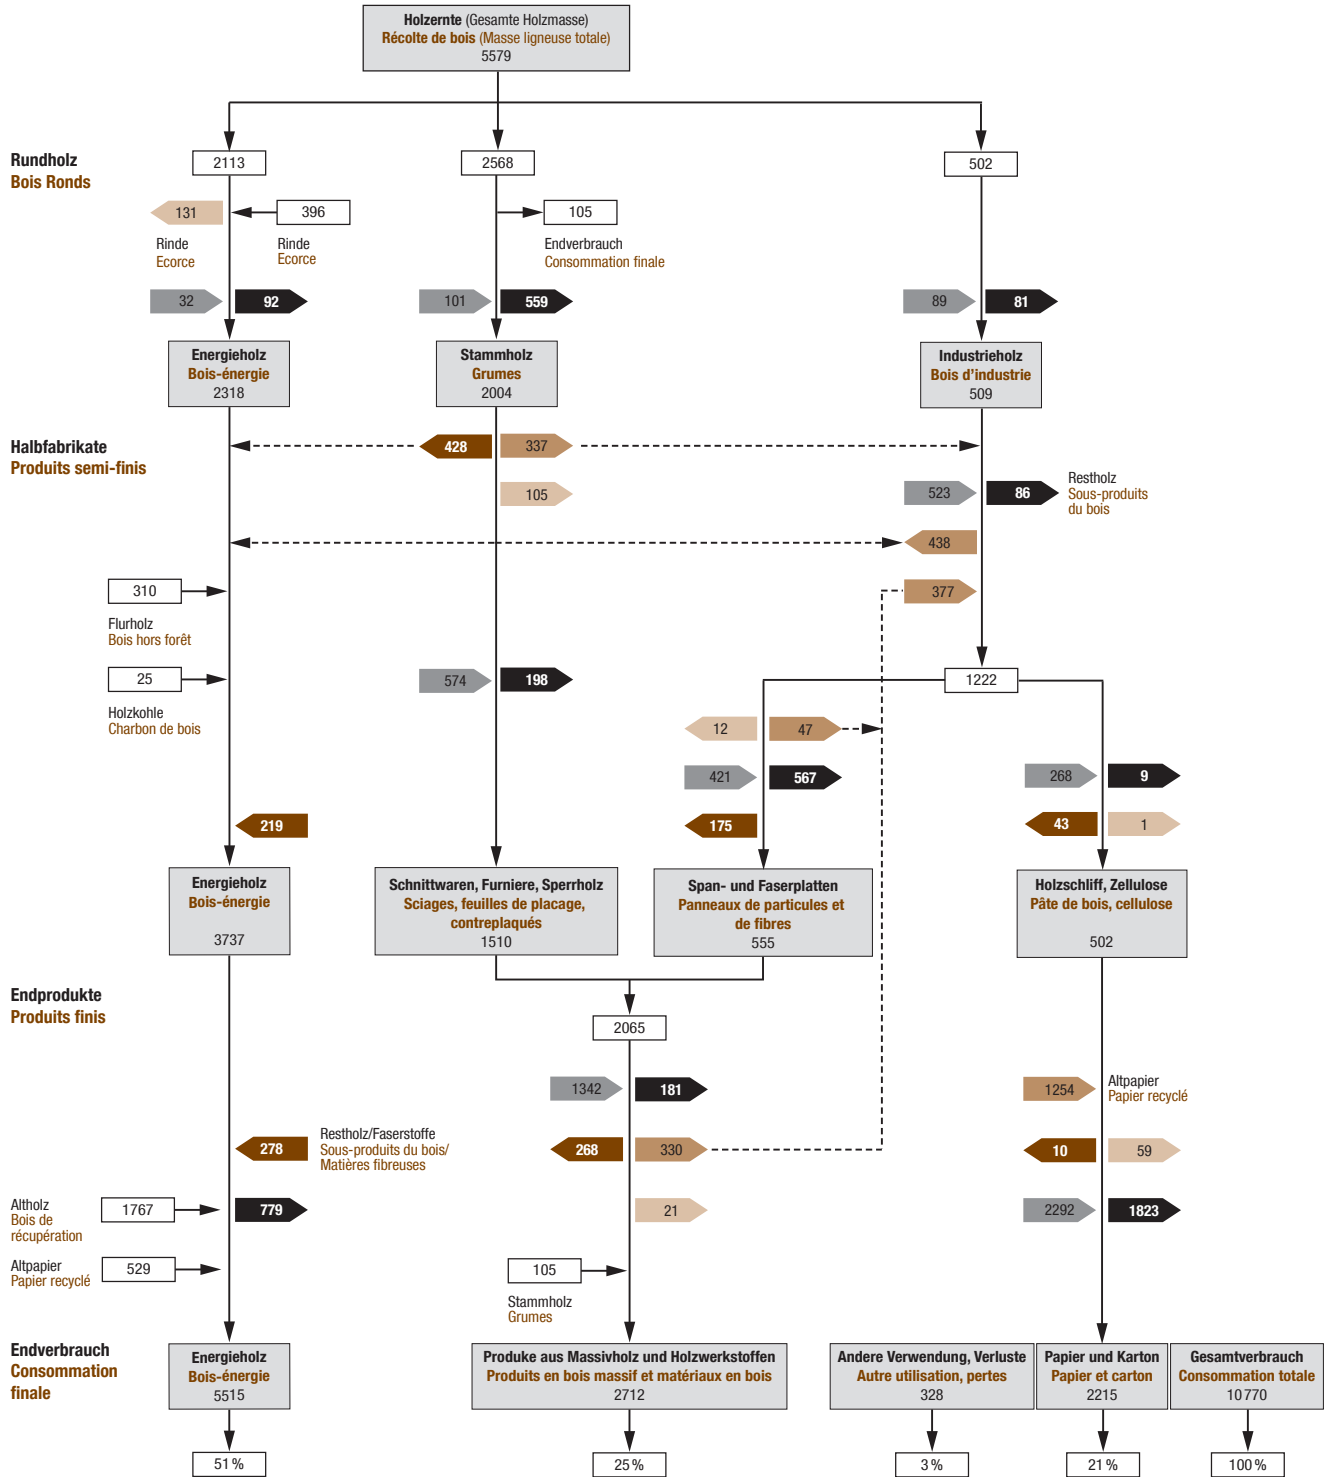 Holzernte (Gesamte Holzmasse)
Récolte de bois (Masse ligneuse totale)
5579
Rundholz
Bois Ronds
2113
2568
502
131
396
105
Rinde
Ecorce
Rinde
Ecorce
Endverbrauch
Consommation finale
32
92
101
559
89
81
Energieholz
Bois-énergie
2318
Stammholz
Grumes
2004
Industrieholz
Bois d'industrie
509
Halbfabrikate
Produits semi-finis
428
337
105
523
86
Restholz
Sous-produits
du bois
438
310
377
Flurholz
Bois hors forêt
25
574
198
1222
Holzkohle
Charbon de bois
12
47
421
567
268
9
219
175
43
1
Energieholz
Bois-énergie
3737
Schnittwaren, Furniere, Sperrholz
Sciages, feuilles de placage,
contreplaqués
1510
Span- und Faserplatten
Panneaux de particules et
de fibres
555
Holzschliff, Zellulose
Pâte de bois, cellulose
502
Endprodukte
Produits finis
2065
1342
181
1254
Altpapier
Papier recyclé
278
Restholz/Faserstoffe
Sous-produits du bois/
Matières fibreuses
268
330
10
59
Altholz
Bois de
récupération
1767
779
21
2292
1823
Altpapier
Papier recyclé
529
105
Stammholz
Grumes
Endverbrauch
Consommation
finale
Energieholz
Bois-énergie
5515
Produke aus Massivholz und Holzwerkstoffen
Produits en bois massif et matériaux en bois
2712
Andere Verwendung, Verluste
Autre utilisation, pertes
328
Papier und Karton
Papier et carton
2215
Gesamtverbrauch
Consommation totale
10 770
51 %
25 %
3 %
21 %
100 %